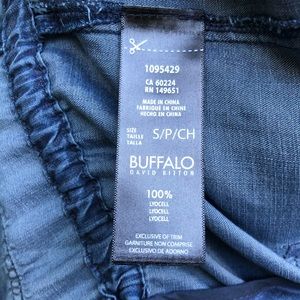 1095429
CA 60224
RN 149651
MADE IN CHINA
FABRIQUÉ EN CHINE
HECHO EN CHINA
SIZE
TAILLE
TALLA
S/P/CH
BUFFALO
DAVID BITTON
100%
LYOCELL
LYOCELL
LYOCELL
EXCLUSIVE OF TRIM
GARNITURE NON COMPRISE
EXCLUSIVO DE ADORNO